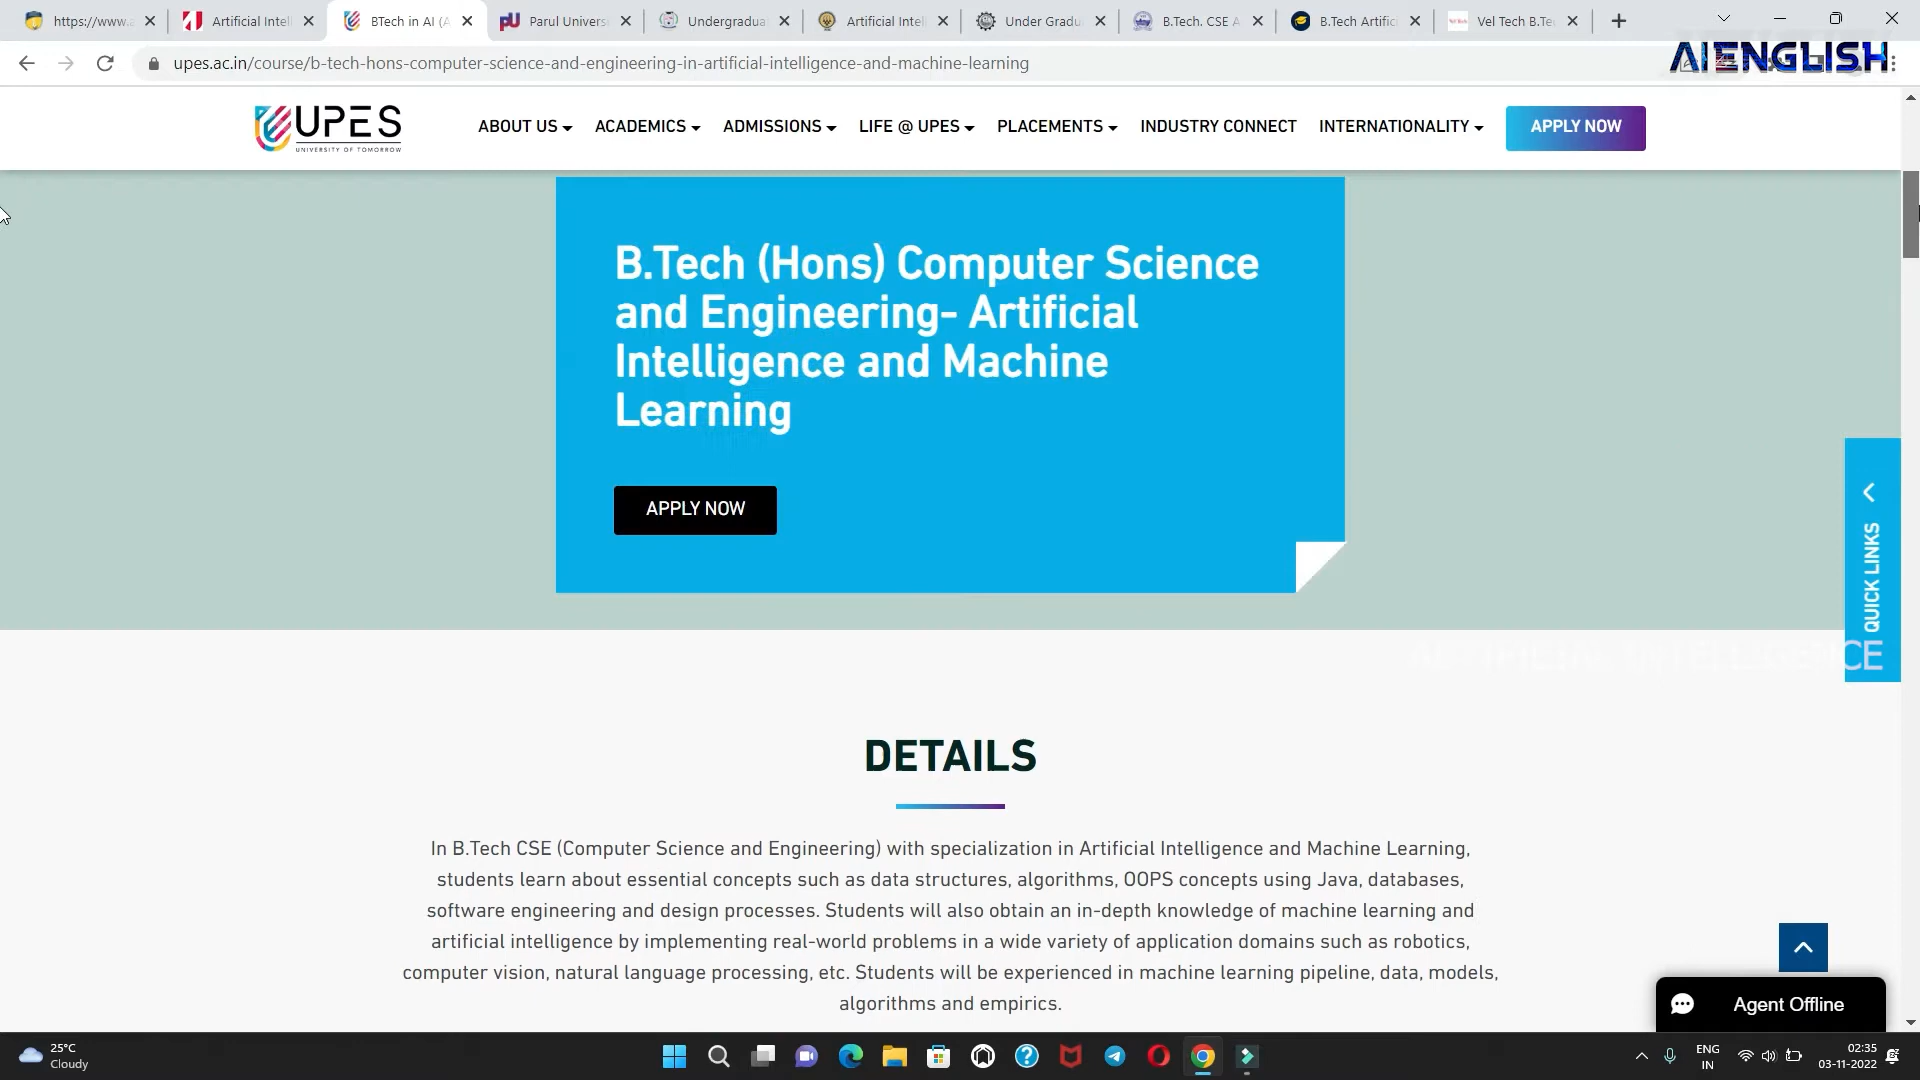 https://www.a
Artificial Intell
BTech in AI (A
Parul Univers
Undergradua
Artificial Intel
Under Gradu
B.Tech. CSE A
B.Tech Artific
Vel Tech B.Te
upes.ac.in/course/b-tech-hons-computer-science-and-engineering-in-artificial-intelligence-and-machine-learning
AIENGLISH
UPES
UNIVERSITY OF TOMORROW
ABOUT US
ACADEMICS
ADMISSIONS
LIFE @ UPES
PLACEMENTS
INDUSTRY CONNECT
INTERNATIONALITY
APPLY NOW
B.Tech (Hons) Computer Science
and Engineering- Artificial
Intelligence and Machine
Learning
APPLY NOW
QUICK LINKS
DETAILS
In B.Tech CSE (Computer Science and Engineering) with specialization in Artificial Intelligence and Machine Learning,
students learn about essential concepts such as data structures, algorithms, OOPS concepts using Java, databases,
software engineering and design processes. Students will also obtain an in-depth knowledge of machine learning and
artificial intelligence by implementing real-world problems in a wide variety of application domains such as robotics,
computer vision, natural language processing, etc. Students will be experienced in machine learning pipeline, data, models,
algorithms and empirics.
Agent Offline
25°C
Cloudy
ENG
IN
02:35
03-11-2022